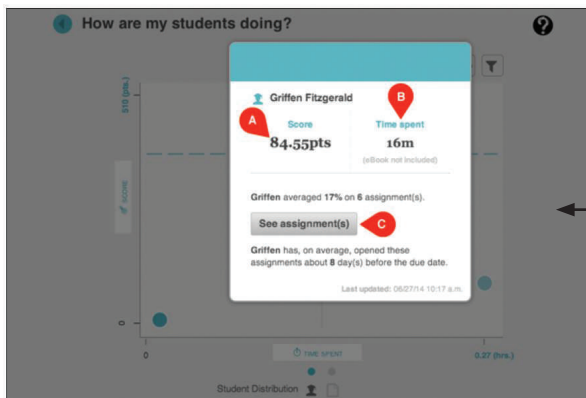 How are my students doing?
?
510 (pts.)
SCORE
0
Griffen Fitzgerald
A
B
Score
Time spent
84.55pts
16m
(eBook not included)
Griffen averaged 17% on 6 assignment(s).
See assignment(s)
C
Griffen has, on average, opened these
assignments about 8 day(s) before the due date.
Last updated: 06/27/14 10:17 a.m.
0
TIME SPENT
0.27 (hrs.)
Student Distribution